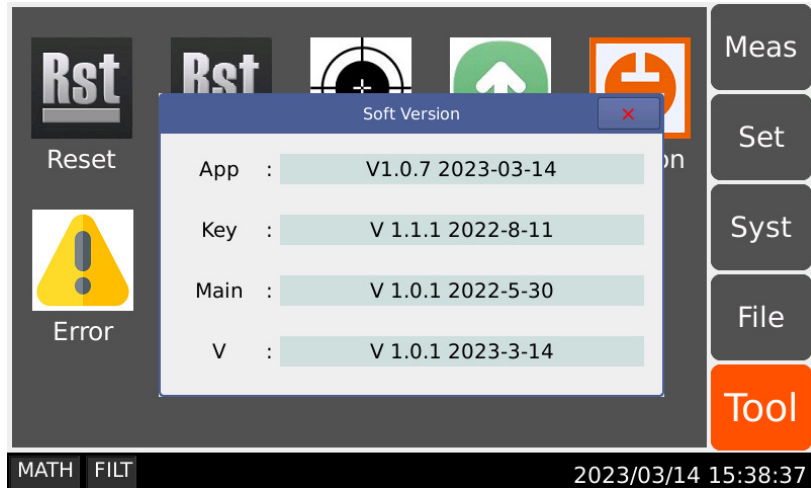 Rst
Rst
Reset
Error
Soft Version
App : V1.0.7 2023-03-14
Key : V 1.1.1 2022-8-11
Main : V 1.0.1 2022-5-30
V : V 1.0.1 2023-3-14
Meas
Set
Syst
File
Tool
MATH FILT
2023/03/14 15:38:37